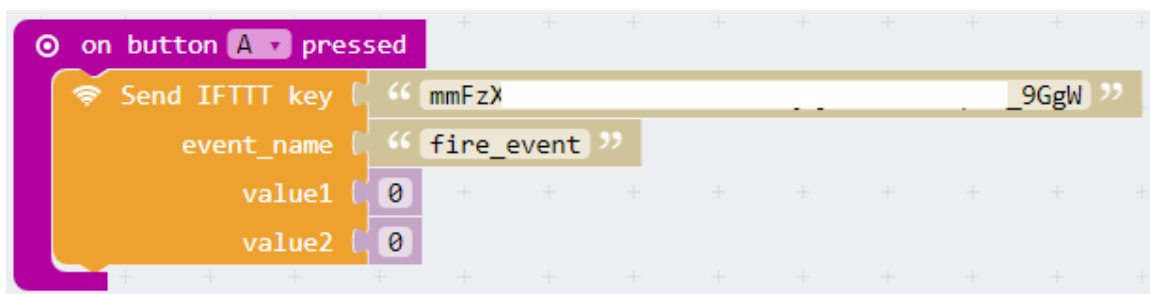 on button A pressed
Send IFTTT key “ mmFzX _9GgW ”
event_name “ fire_event ”
value1 0
value2 0